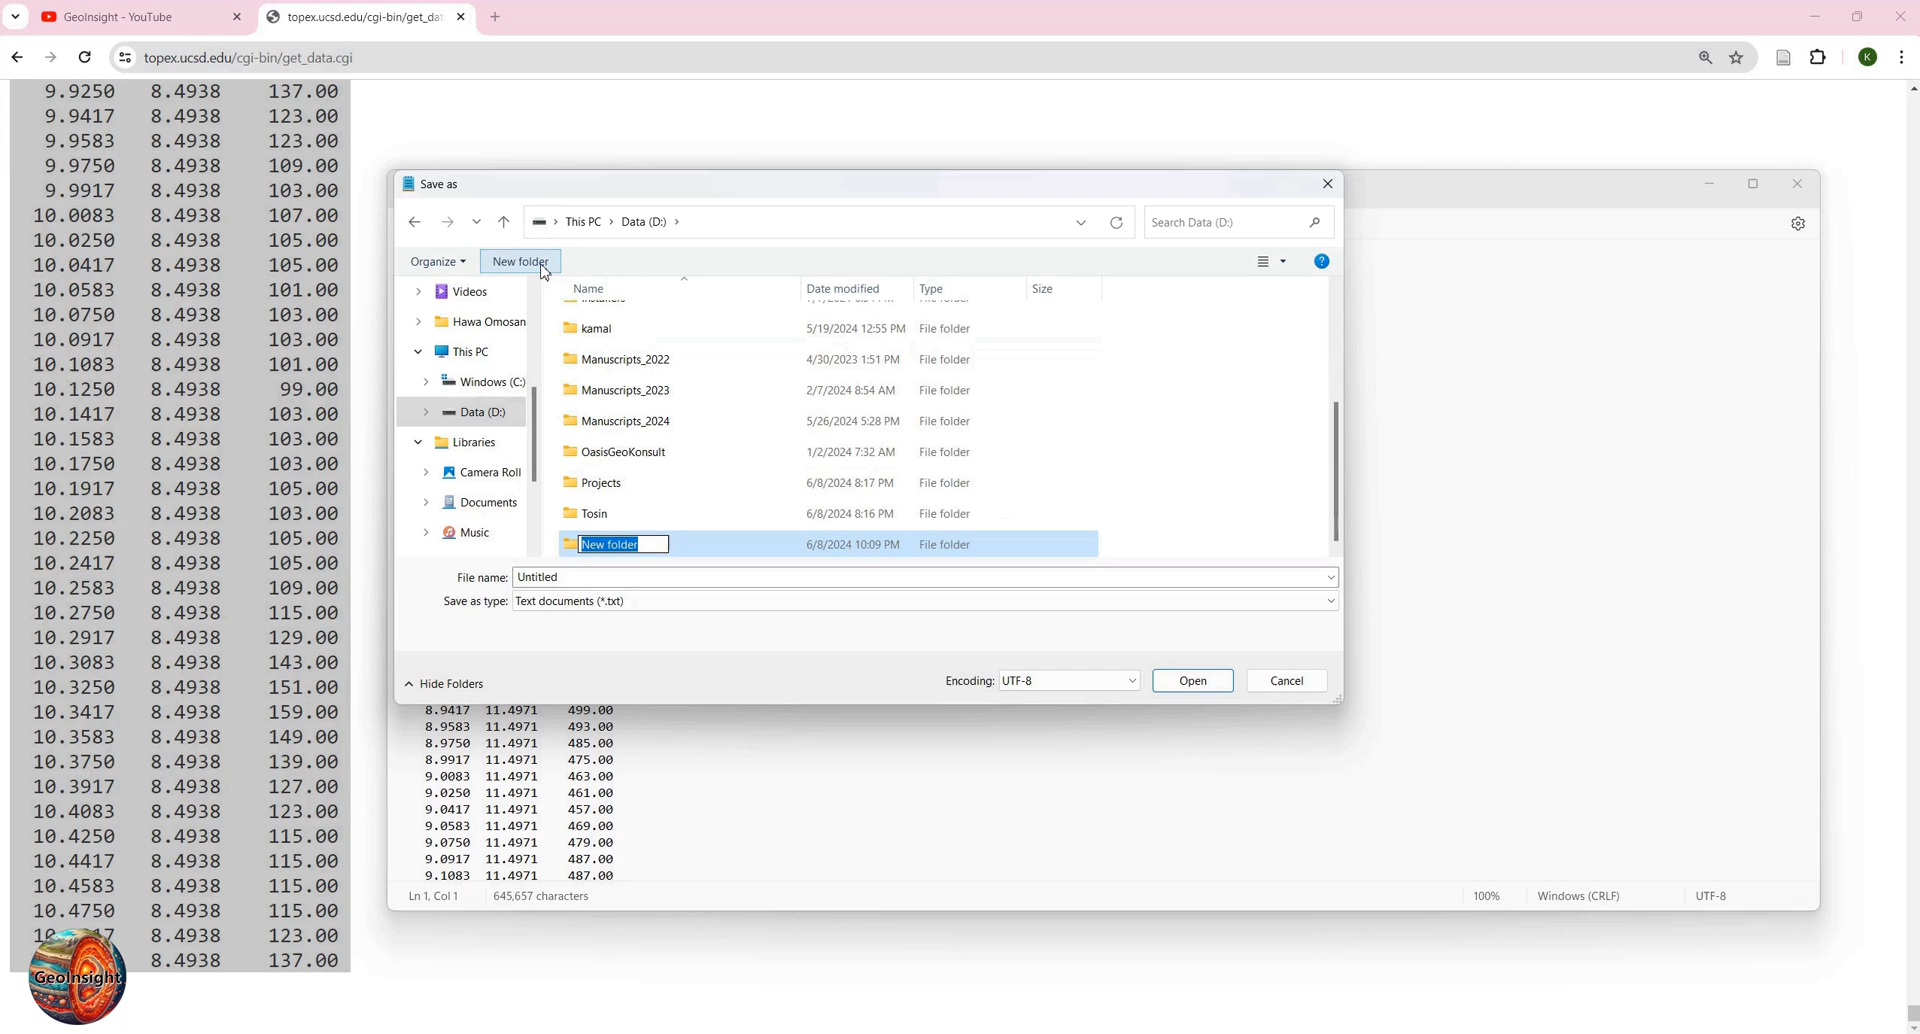 GeoInsight - YouTube
topex.ucsd.edu/cgi-bin/get_dat
topex.ucsd.edu/cgi-bin/get_data.cgi
K
9.9250 8.4938 137.00
9.9417 8.4938 123.00
9.9583 8.4938 123.00
9.9750 8.4938 109.00
9.9917 8.4938 103.00
10.0083 8.4938 107.00
10.0250 8.4938 105.00
10.0417 8.4938 105.00
10.0583 8.4938 101.00
10.0750 8.4938 103.00
10.0917 8.4938 103.00
10.1083 8.4938 101.00
10.1250 8.4938 99.00
10.1417 8.4938 103.00
10.1583 8.4938 103.00
10.1750 8.4938 103.00
10.1917 8.4938 105.00
10.2083 8.4938 103.00
10.2250 8.4938 105.00
10.2417 8.4938 105.00
10.2583 8.4938 109.00
10.2750 8.4938 115.00
10.2917 8.4938 129.00
10.3083 8.4938 143.00
10.3250 8.4938 151.00
10.3417 8.4938 159.00
10.3583 8.4938 149.00
10.3750 8.4938 139.00
10.3917 8.4938 127.00
10.4083 8.4938 123.00
10.4250 8.4938 115.00
10.4417 8.4938 115.00
10.4583 8.4938 115.00
10.4750 8.4938 115.00
8.4938 123.00
8.4938 137.00
GeoInsight
Save as
This PC > Data (D:) >
Search Data (D:)
Organize New folder
Name Date modified Type Size
Videos
Hawa Omosan
This PC
Windows (C:)
Data (D:)
Libraries
Camera Roll
Documents
Music
kamal 5/19/2024 12:55 PM File folder
Manuscripts_2022 4/30/2023 1:51 PM File folder
Manuscripts_2023 2/7/2024 8:54 AM File folder
Manuscripts_2024 5/26/2024 5:28 PM File folder
OasisGeoKonsult 1/2/2024 7:32 AM File folder
Projects 6/8/2024 8:17 PM File folder
Tosin 6/8/2024 8:16 PM File folder
New folder 6/8/2024 10:09 PM File folder
File name: Untitled
Save as type: Text documents (*.txt)
Hide Folders
Encoding: UTF-8 Open Cancel
8.9417 11.4971 499.00
8.9583 11.4971 493.00
8.9750 11.4971 485.00
8.9917 11.4971 475.00
9.0083 11.4971 463.00
9.0250 11.4971 461.00
9.0417 11.4971 457.00
9.0583 11.4971 469.00
9.0750 11.4971 479.00
9.0917 11.4971 487.00
9.1083 11.4971 487.00
Ln 1, Col 1 645,657 characters 100% Windows (CRLF) UTF-8